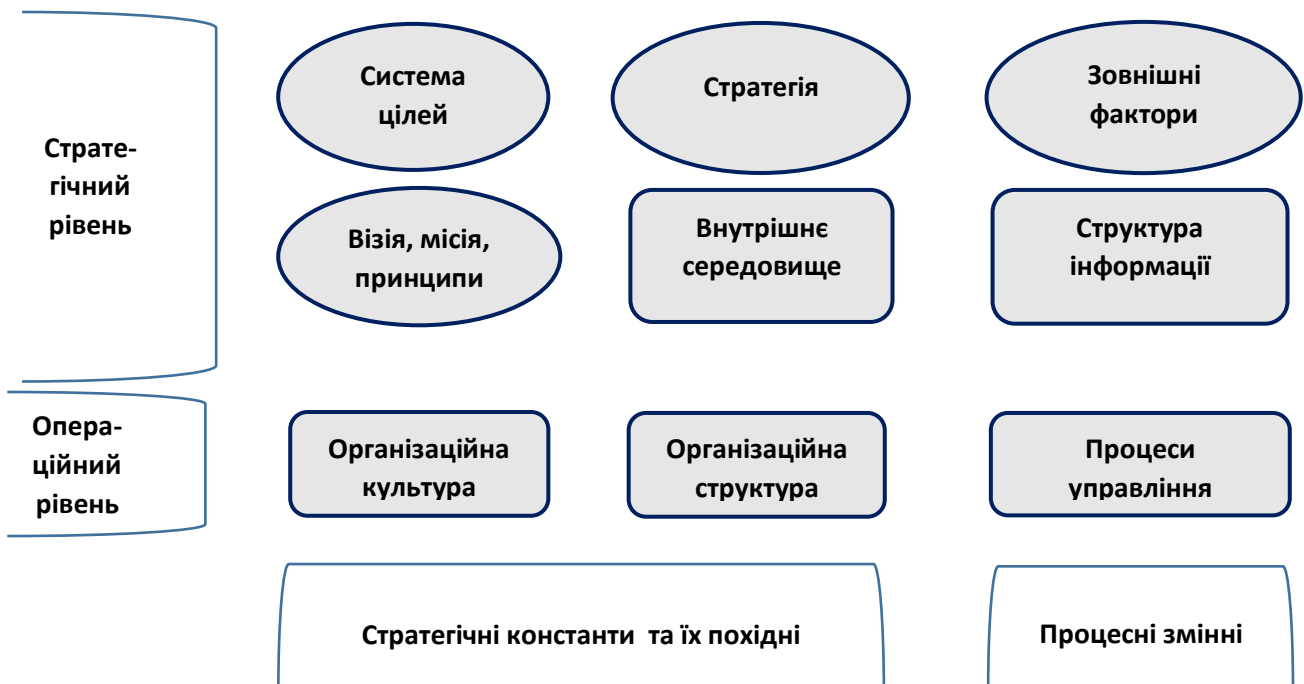 Система
цілей
Стратегія
Зовнішні
фактори
Страте-
гічний
рівень
Візія, місія,
принципи
Внутрішнє
середовище
Структура
інформації
Опера-
ційний
рівень
Організаційна
культура
Організаційна
структура
Процеси
управління
Стратегічні константи та їх похідні
Процесні змінні